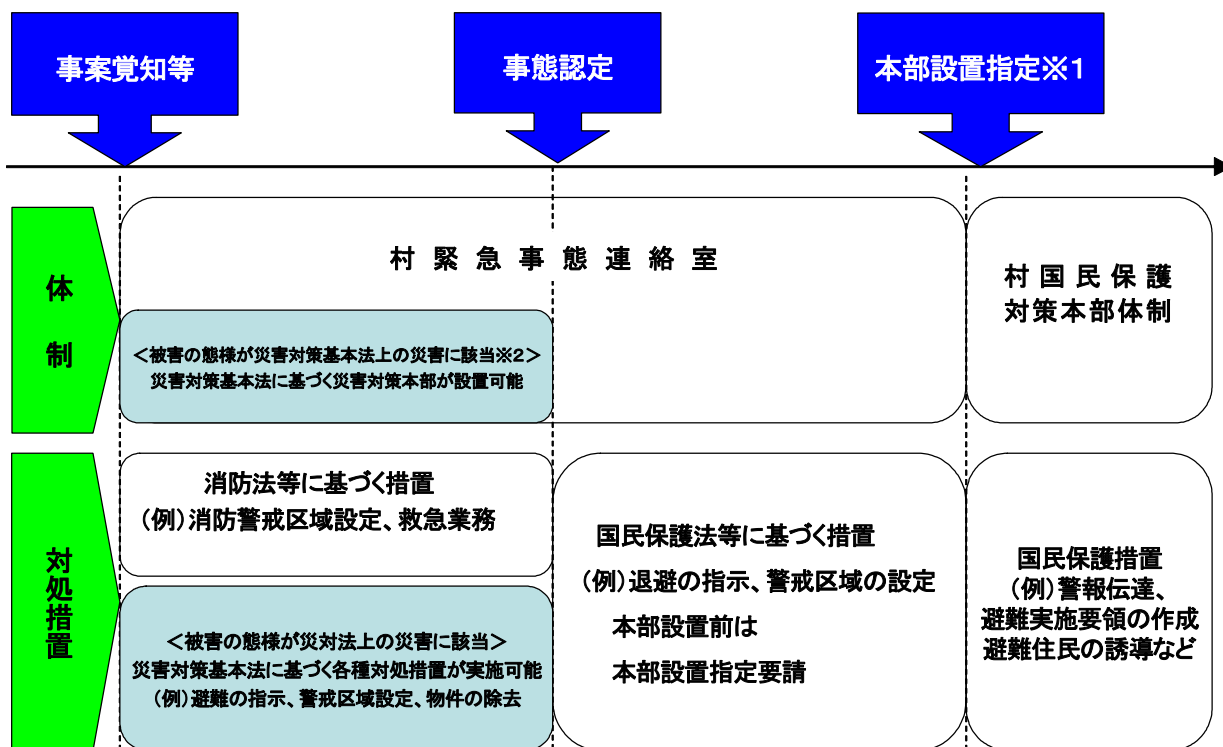 事案覚知等
事態認定
本部設置指定※1
体
制
村緊急事態連絡室
<被害の態様が災害対策基本法上の災害に該当※2>
災害対策基本法に基づく災害対策本部が設置可能
村国民保護
対策本部体制
対
処
措
置
消防法等に基づく措置
(例)消防警戒区域設定、救急業務
<被害の態様が災対法上の災害に該当>
災害対策基本法に基づく各種対処措置が実施可能
(例)避難の指示、警戒区域設定、物件の除去
国民保護法等に基づく措置
(例)退避の指示、警戒区域の設定
本部設置前は
本部設置指定要請
国民保護措置
(例)警報伝達、
避難実施要領の作成
避難住民の誘導など